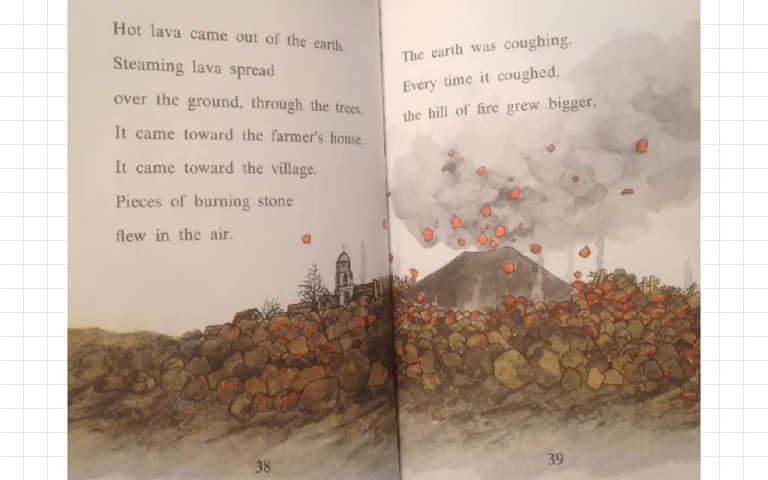 Hot lava came out of the earth.
Steaming lava spread
over the ground, through the trees.
It came toward the farmer's house.
It came toward the village.
Pieces of burning stone
flew in the air.
38
The earth was coughing.
Every time it coughed,
the hill of fire grew bigger.
39